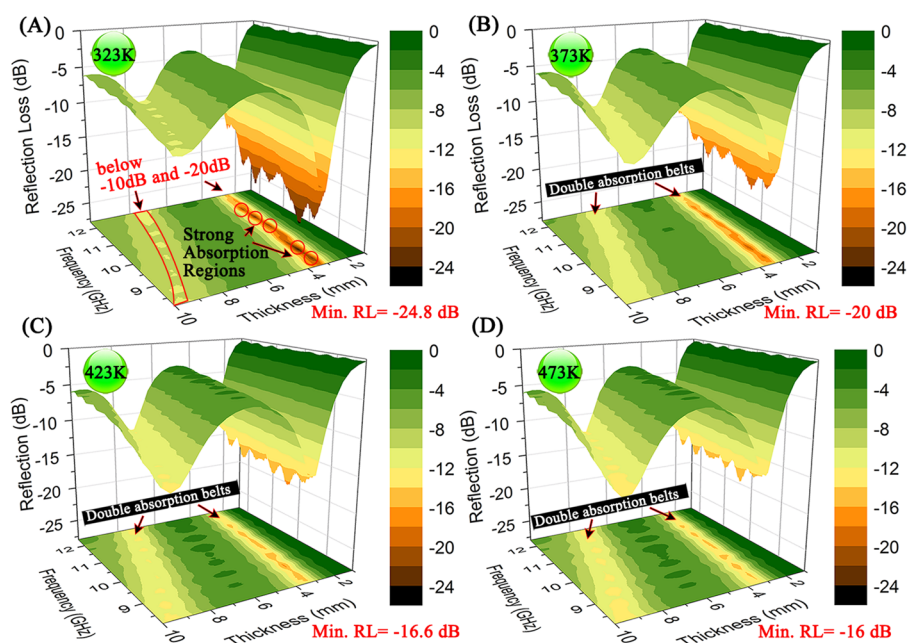 (A)
323K
0
-5
-10
-15
-20
-25
Reflection Loss (dB)
below
-10dB and -20dB
Strong
Absorption
Regions
12
11
10
9
Frequency (GHz)
10
8
6
4
2
Thickness (mm)
0
-4
-8
-12
-16
-20
-24
Min. RL= -24.8 dB
(B)
373K
0
-5
-10
-15
-20
-25
Reflection Loss (dB)
Double absorption belts
12
11
10
9
Frequency (GHz)
10
8
6
4
2
Thickness (mm)
0
-4
-8
-12
-16
-20
-24
Min. RL= -20 dB
(C)
423K
0
-5
-10
-15
-20
-25
Reflection (dB)
Double absorption belts
12
11
10
9
Frequency (GHz)
10
8
6
4
2
Thickness (mm)
0
-4
-8
-12
-16
-20
-24
Min. RL= -16.6 dB
(D)
473K
0
-5
-10
-15
-20
-25
Reflection (dB)
Double absorption belts
12
11
10
9
Frequency (GHz)
10
8
6
4
2
Thickness (mm)
0
-4
-8
-12
-16
-20
-24
Min. RL= -16 dB